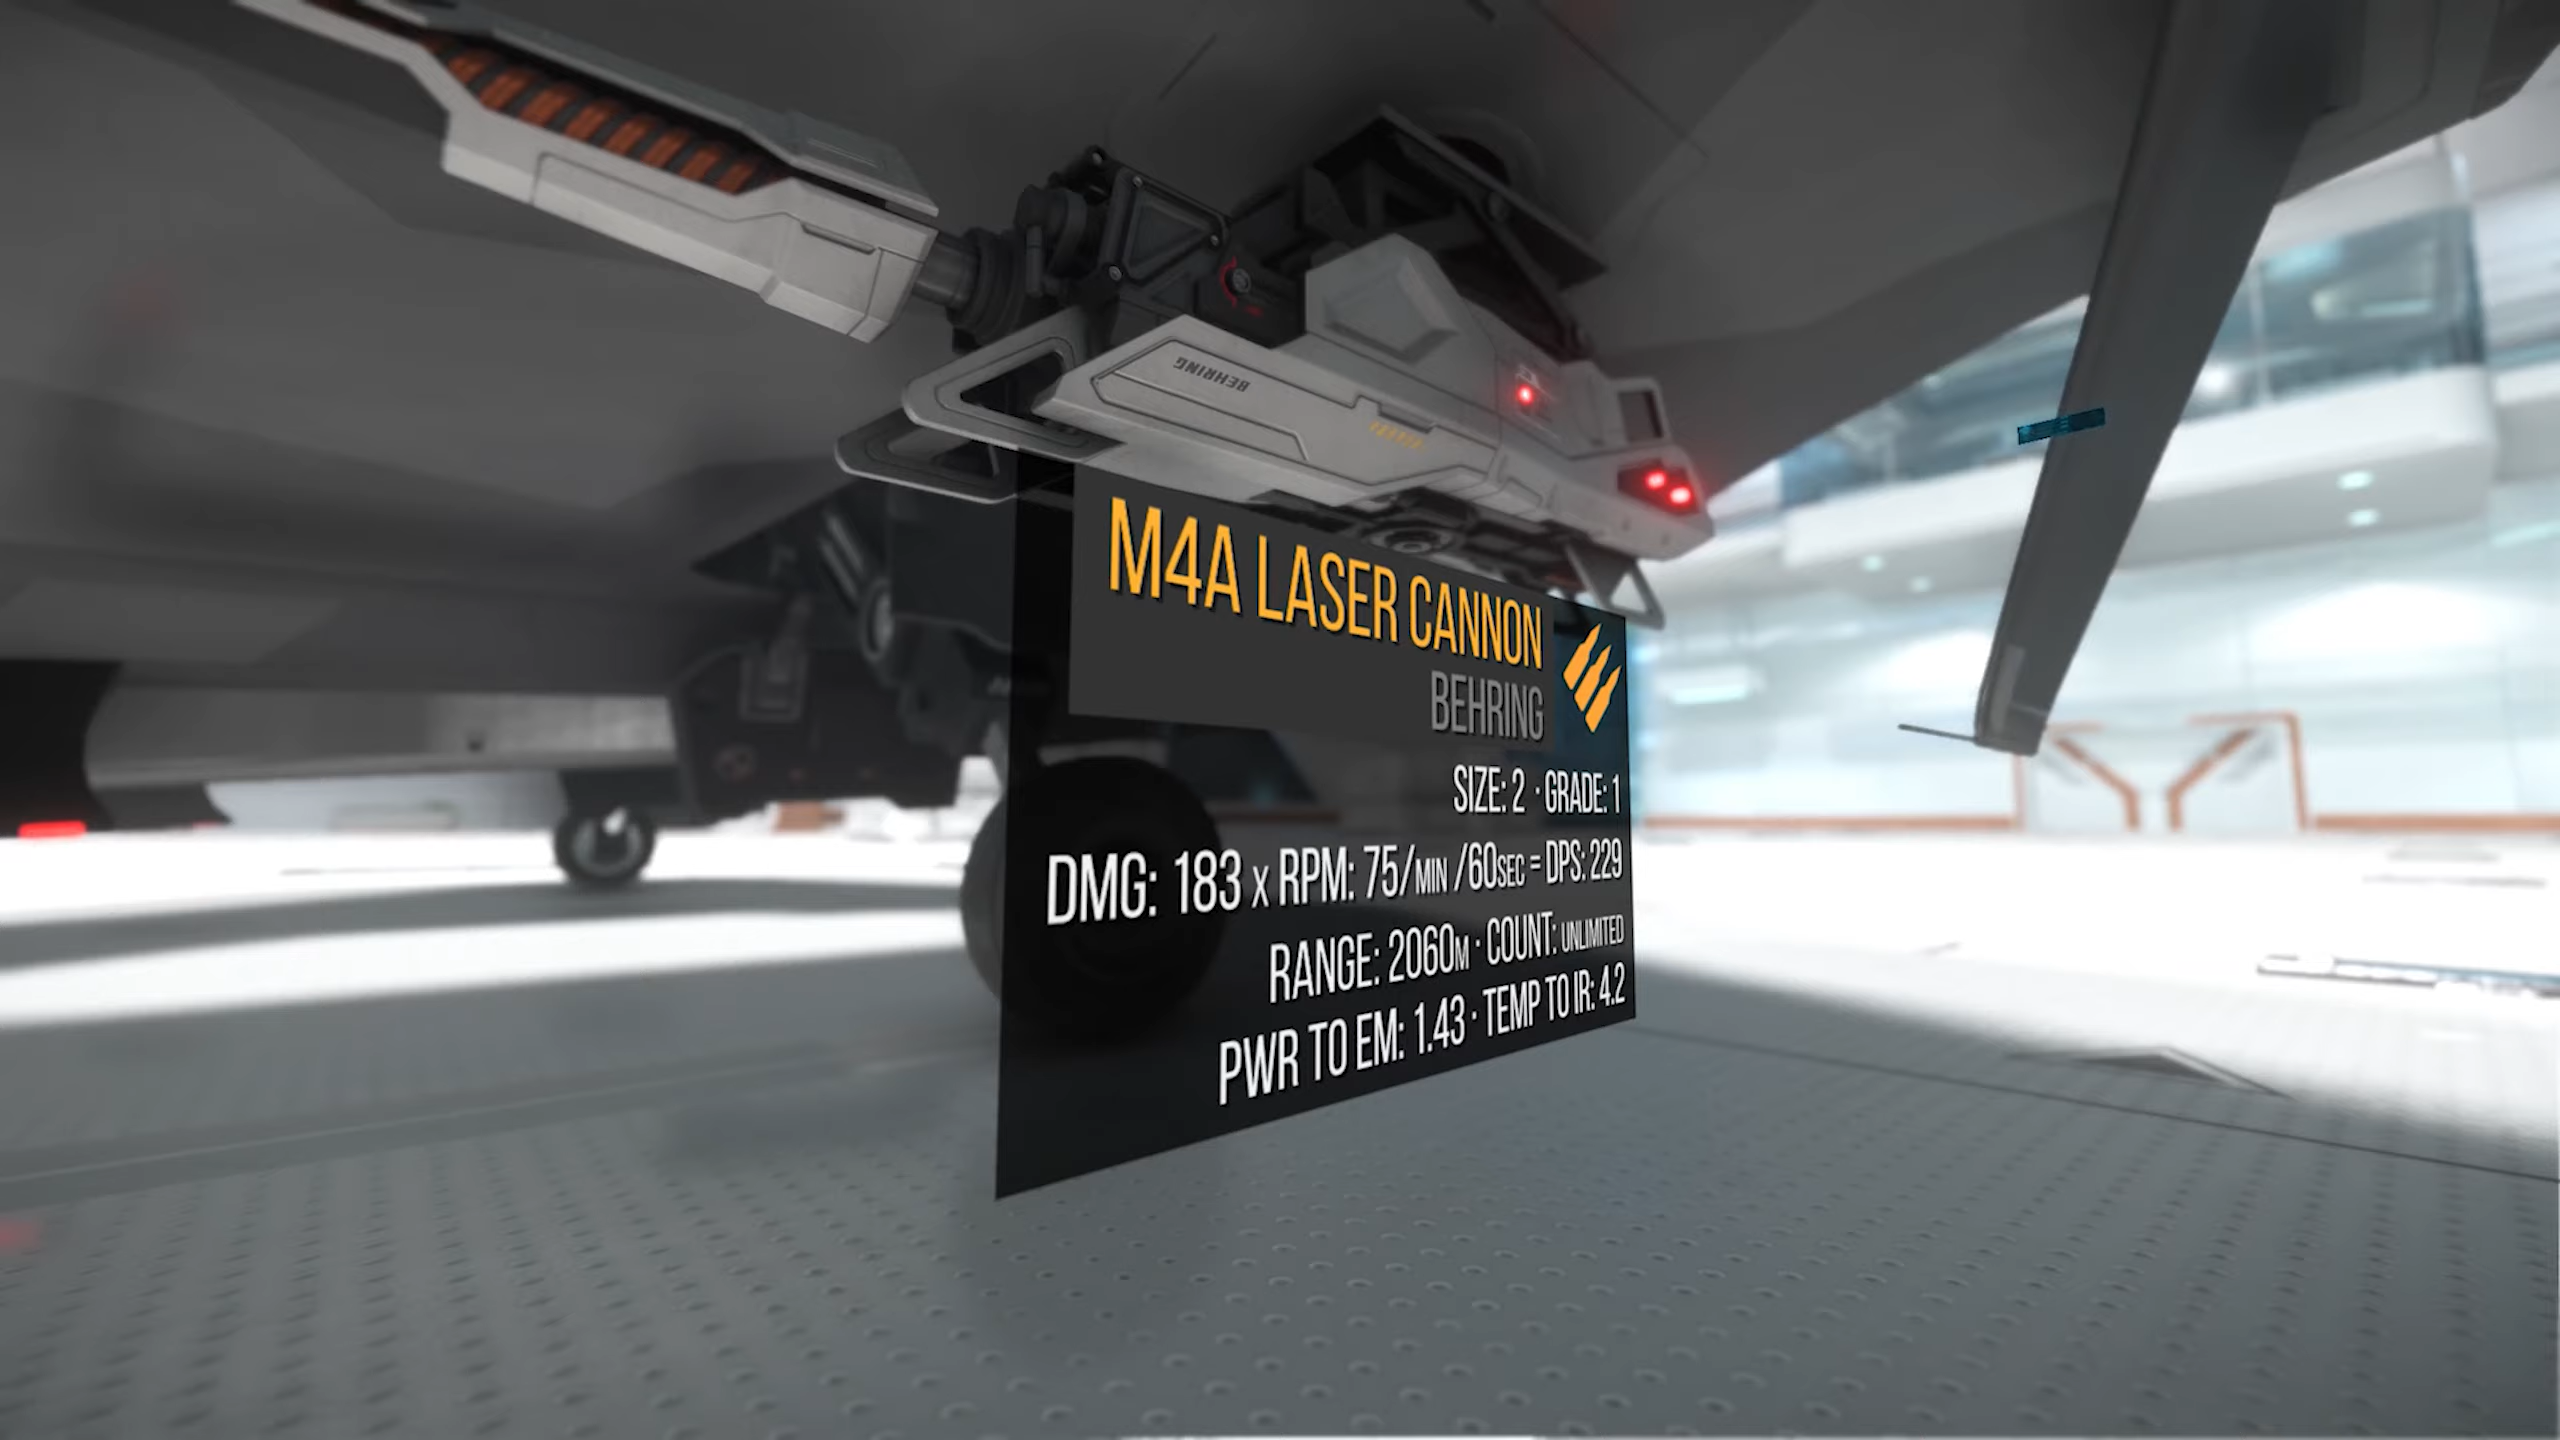 BEHRING
M4A LASER CANNON
BEHRING
SIZE: 2 · GRADE: 1
DMG: 183 x RPM: 75/MIN /60SEC = DPS: 229
RANGE: 2060M · COUNT: UNLIMITED
PWR TO EM: 1.43 · TEMP TO IR: 4.2